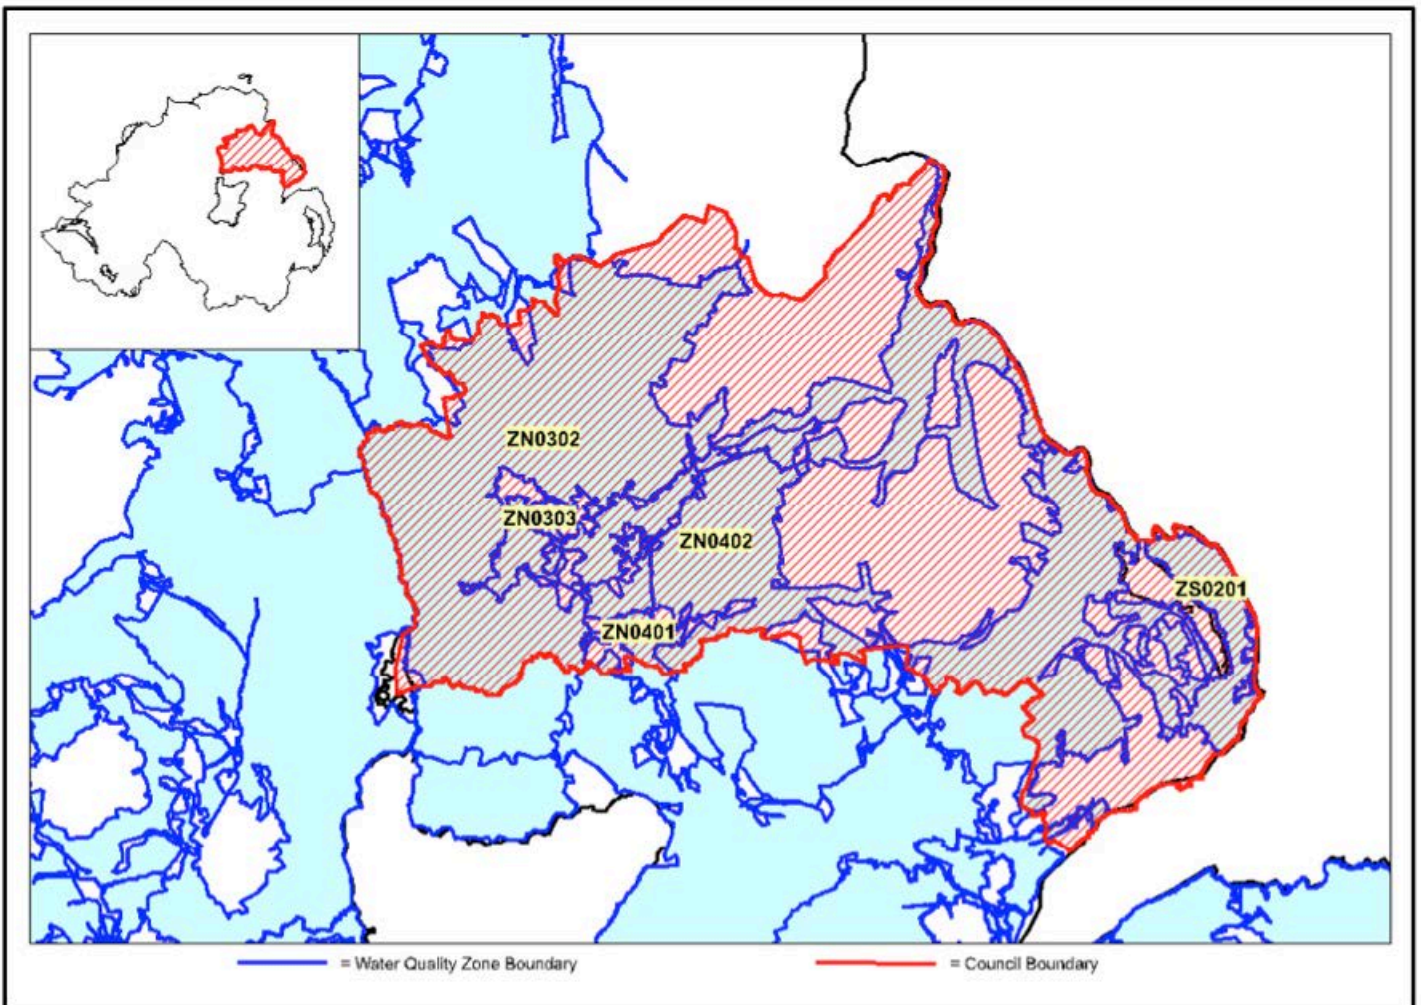 ZN0302
ZN0303
ZN0402
ZS0201
ZN0401
= Water Quality Zone Boundary
= Council Boundary